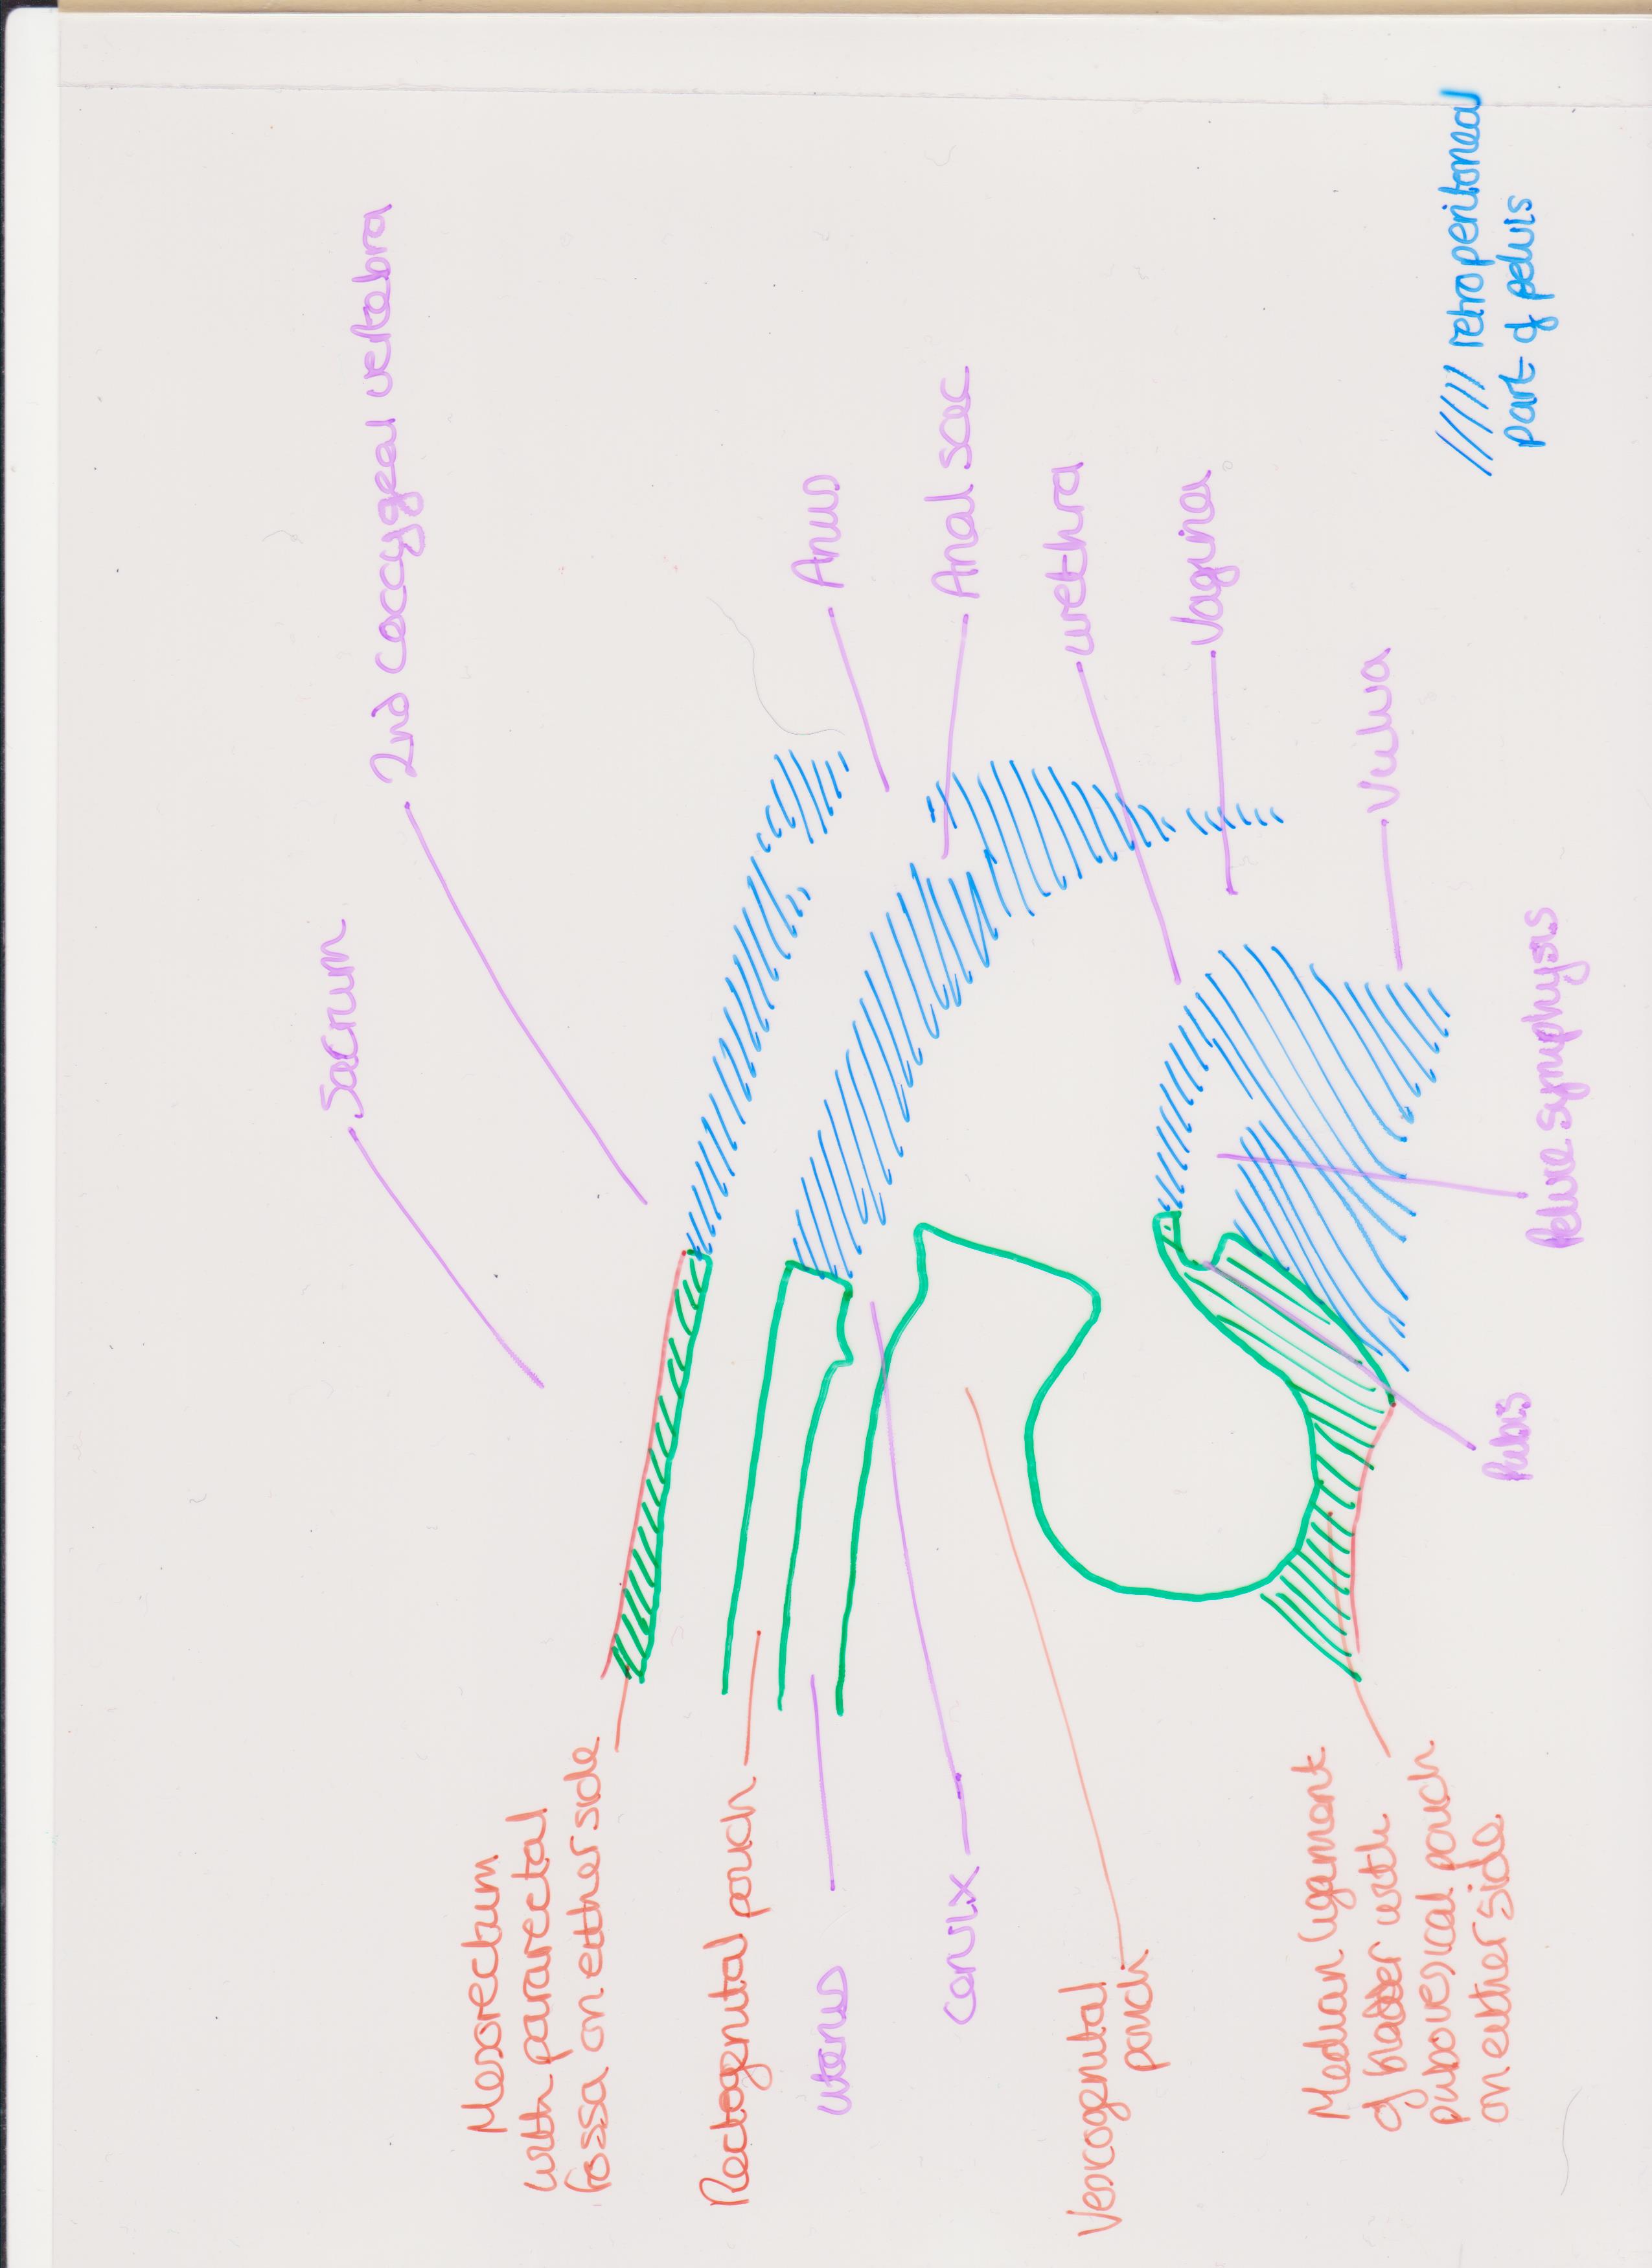 Sacrum
2nd coccygeal vertabra
Anus
Anal sac
urethra
Vagina
Vulva
Pelvic symphysis
Pubis
retroperitoneal
part of pelvis
Mesorectum
with pararectal
fossa on either side
Rectogenital pouch
uterus
Cervix
Vesicogenital
pouch
Median ligament
of bladder with
pubovesical pouch
on either side